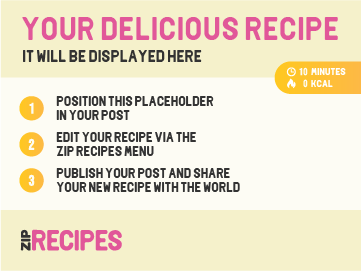 YOUR DELICIOUS RECIPE
IT WILL BE DISPLAYED HERE
10 MINUTES
0 KCAL
1 POSITION THIS PLACEHOLDER
IN YOUR POST
2 EDIT YOUR RECIPE VIA THE
ZIP RECIPES MENU
3 PUBLISH YOUR POST AND SHARE
YOUR NEW RECIPE WITH THE WORLD
ZIP RECIPES